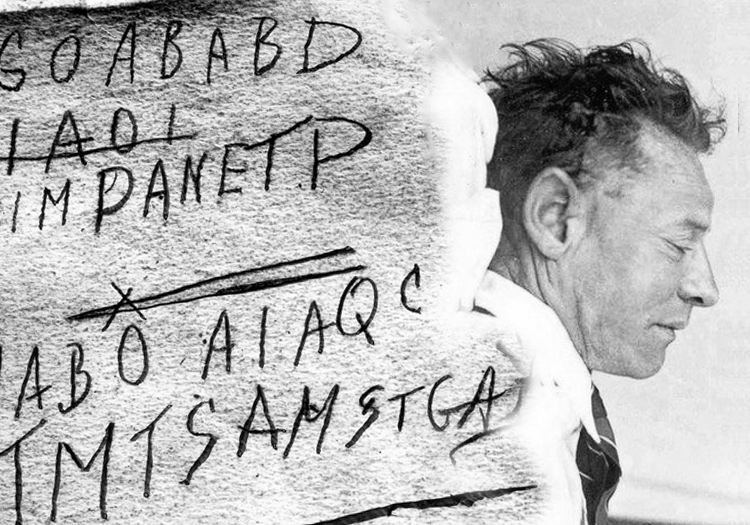 GOABABD
IAOI
IMPANETP
ABO AIAQC
TMTSAMSTGA